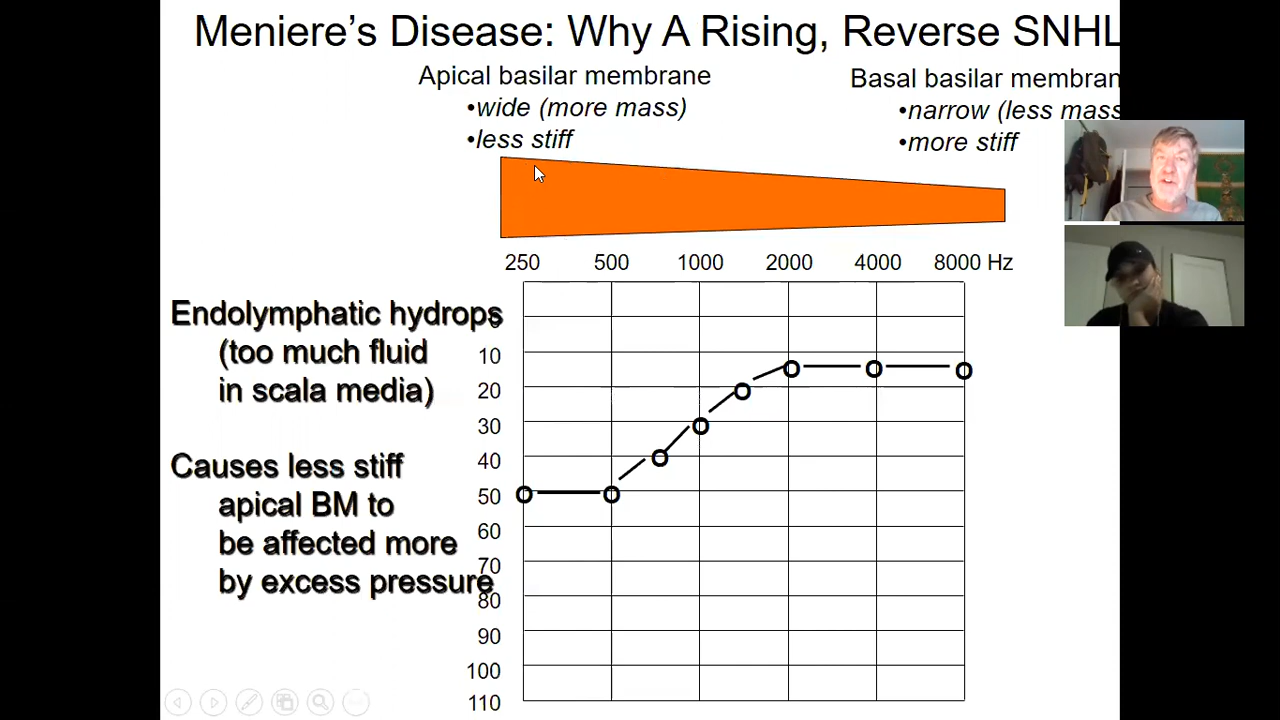 Meniere's Disease: Why A Rising, Reverse SNHL
Apical basilar membrane
•wide (more mass)
•less stiff
Basal basilar membran
•narrow (less mass
•more stiff
250 500 1000 2000 4000 8000 Hz
Endolymphatic hydrops
(too much fluid
in scala media)
Causes less stiff
apical BM to
be affected more
by excess pressure
0
10
20
30
40
50
60
70
80
90
100
110